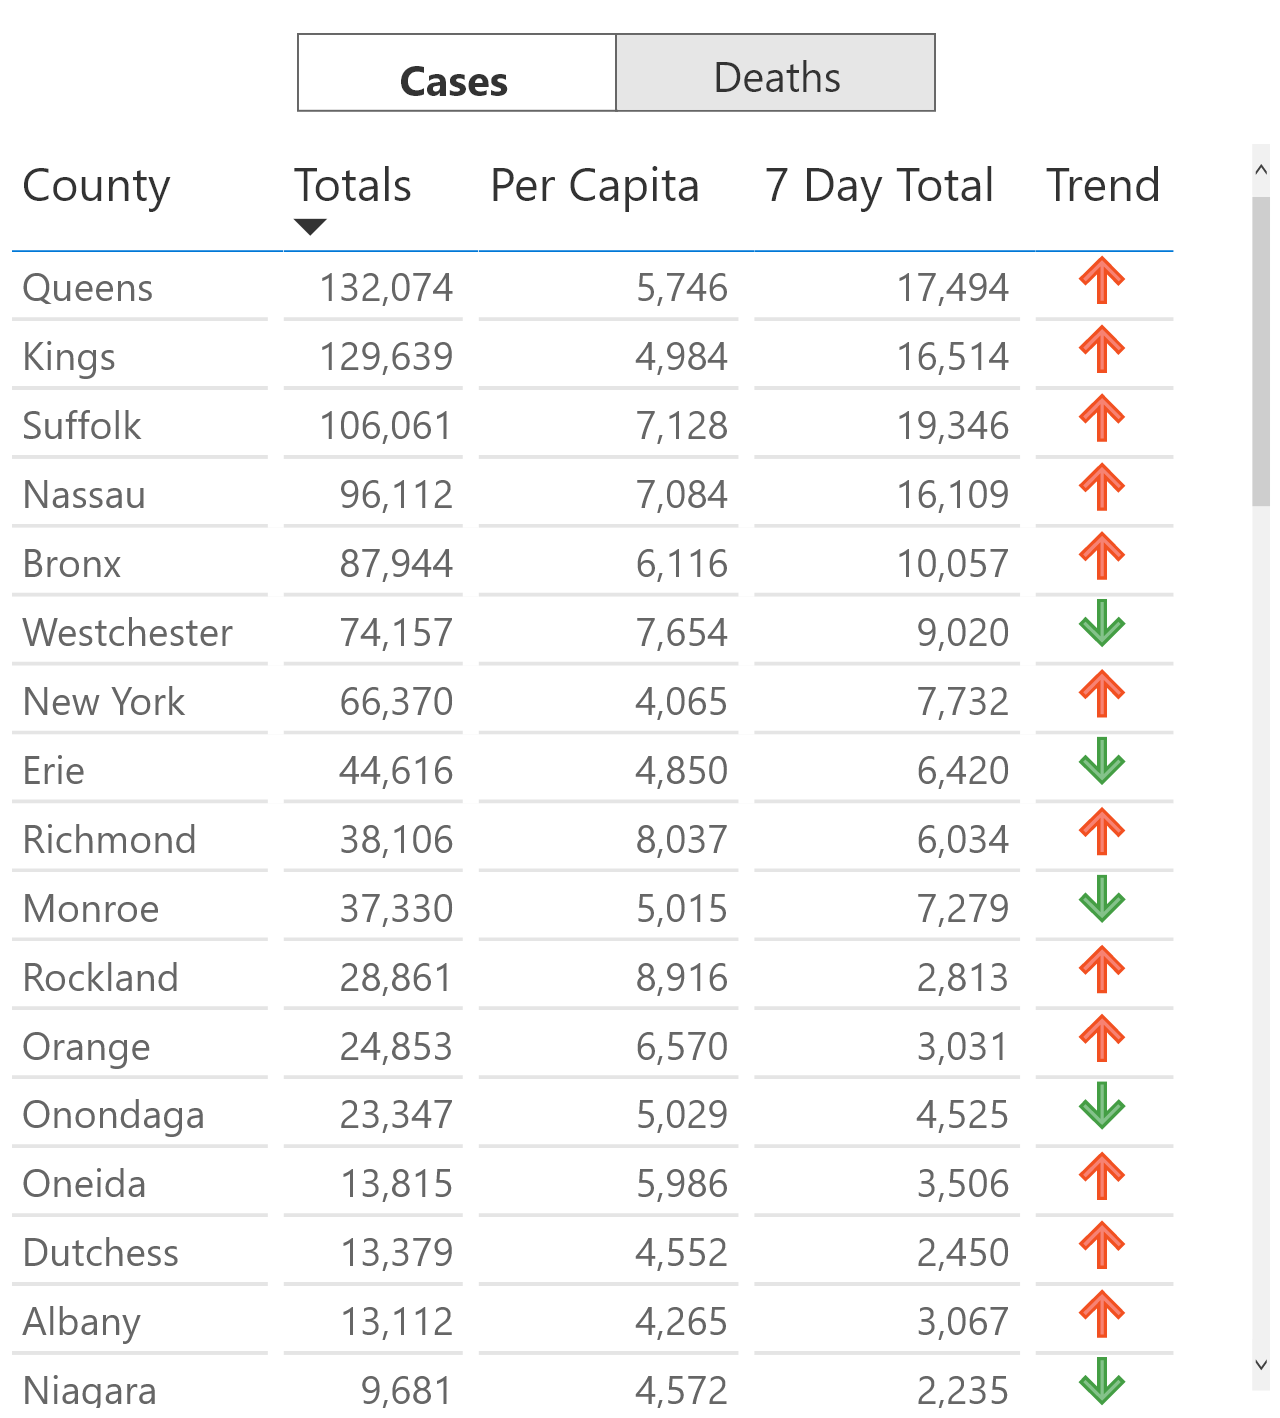 Cases Deaths
County Totals Per Capita 7 Day Total Trend
Queens 132,074 5,746 17,494
Kings 129,639 4,984 16,514
Suffolk 106,061 7,128 19,346
Nassau 96,112 7,084 16,109
Bronx 87,944 6,116 10,057
Westchester 74,157 7,654 9,020
New York 66,370 4,065 7,732
Erie 44,616 4,850 6,420
Richmond 38,106 8,037 6,034
Monroe 37,330 5,015 7,279
Rockland 28,861 8,916 2,813
Orange 24,853 6,570 3,031
Onondaga 23,347 5,029 4,525
Oneida 13,815 5,986 3,506
Dutchess 13,379 4,552 2,450
Albany 13,112 4,265 3,067
Niagara 9,681 4,572 2,235